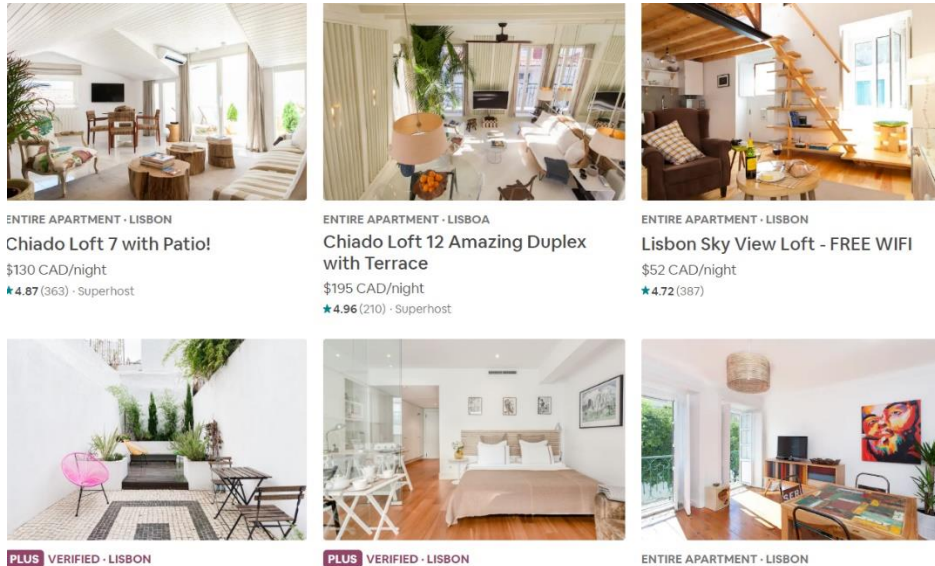 ENTIRE APARTMENT · LISBON
Chiado Loft 7 with Patio!
$130 CAD/night
★4.87 (363) · Superhost
ENTIRE APARTMENT · LISBOA
Chiado Loft 12 Amazing Duplex
with Terrace
$195 CAD/night
★4.96 (210) · Superhost
ENTIRE APARTMENT · LISBON
Lisbon Sky View Loft - FREE WIFI
$52 CAD/night
★4.72 (387)
PLUS VERIFIED · LISBON
PLUS VERIFIED · LISBON
ENTIRE APARTMENT · LISBON